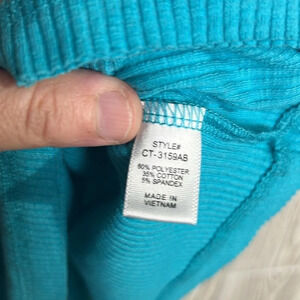 STYLE#
CT-3159AB
60% POLYESTER
35% COTTON
5% SPANDEX
MADE IN
VIETNAM